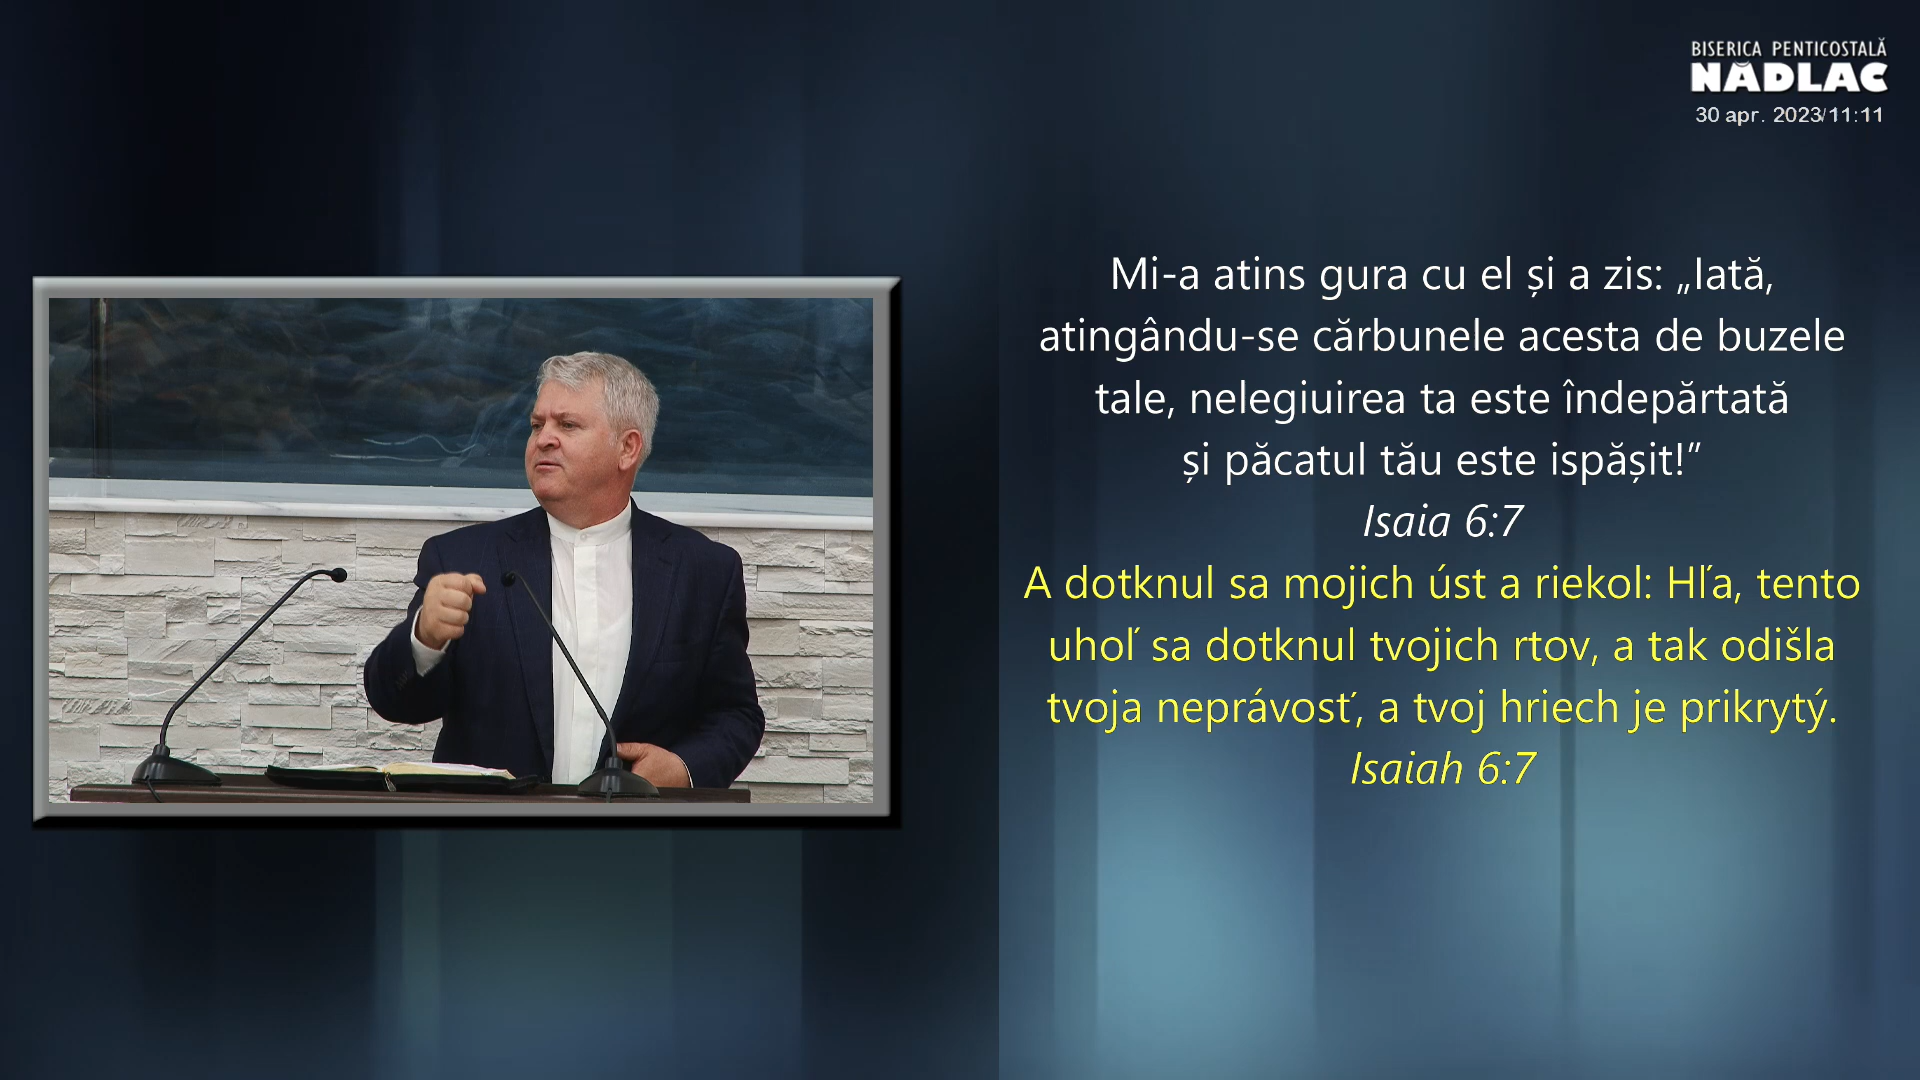 BISERICA PENTICOSTALĂ
NĂDLAC
30 apr. 2023/11:11
Mi-a atins gura cu el și a zis: „Iată,
atingându-se cărbunele acesta de buzele
tale, nelegiuirea ta este îndepărtată
și păcatul tău este ispășit!”
Isaia 6:7
A dotknul sa mojich úst a riekol: Hľa, tento
uhoľ sa dotknul tvojich rtov, a tak odišla
tvoja neprávosť, a tvoj hriech je prikrytý.
Isaiah 6:7